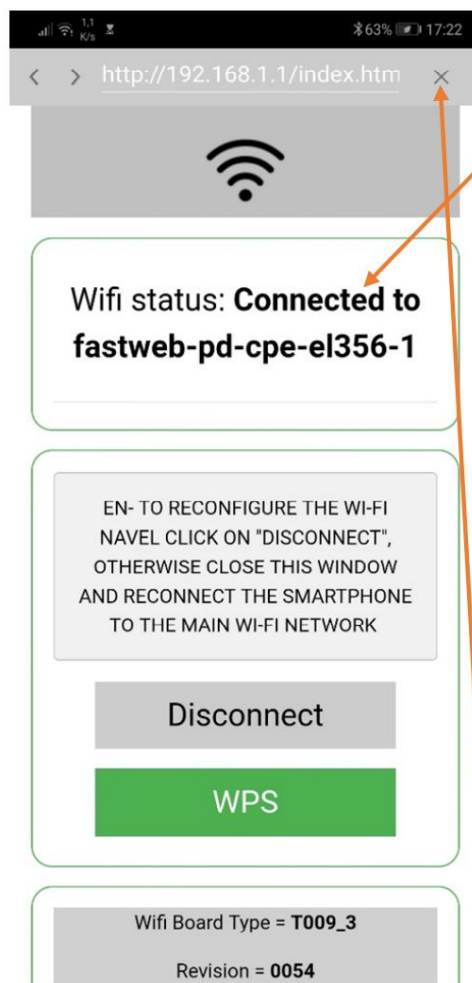 1,1
K/s
63%
17:22
http://192.168.1.1/index.htm
Wifi status: Connected to
fastweb-pd-cpe-el356-1
EN- TO RECONFIGURE THE WI-FI
NAVEL CLICK ON "DISCONNECT",
OTHERWISE CLOSE THIS WINDOW
AND RECONNECT THE SMARTPHONE
TO THE MAIN WI-FI NETWORK
Disconnect
WPS
Wifi Board Type = T009_3
Revision = 0054